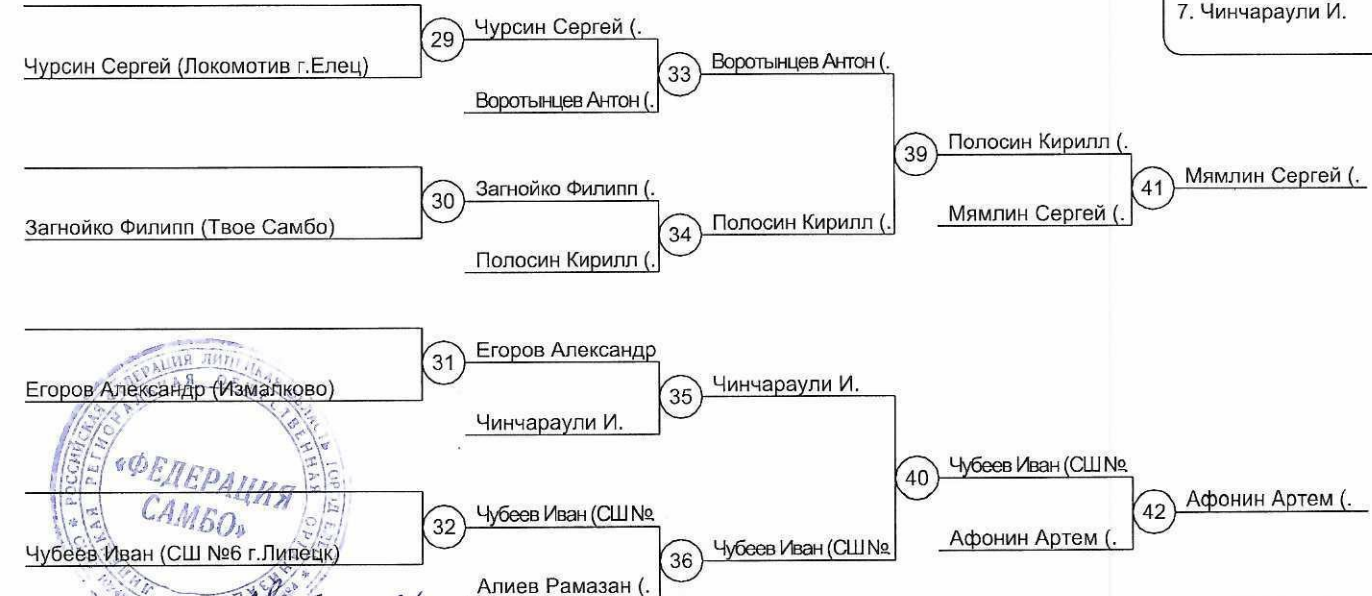 7. Чинчараули И.
29
Чурсин Сергей (.
Чурсин Сергей (Локомотив г.Елец)
33
Воротынцев Антон (.
Воротынцев Антон (.
39
Полосин Кирилл (.
30
Загнойко Филипп (.
41
Мямлин Сергей (.
Загнойко Филипп (Твое Самбо)
34
Полосин Кирилл (.
Мямлин Сергей (.
Полосин Кирилл (.
31
Егоров Александр
Егоров Александр (Измалково)
35
Чинчараули И.
Чинчараули И.
40
Чубеев Иван (СШ №
32
Чубеев Иван (СШ №
42
Афонин Артем (.
Чубеев Иван (СШ №6 г.Липецк)
36
Чубеев Иван (СШ №
Афонин Артем (.
Алиев Рамазан (.
«ФЕДЕРАЦИЯ
САМБО»